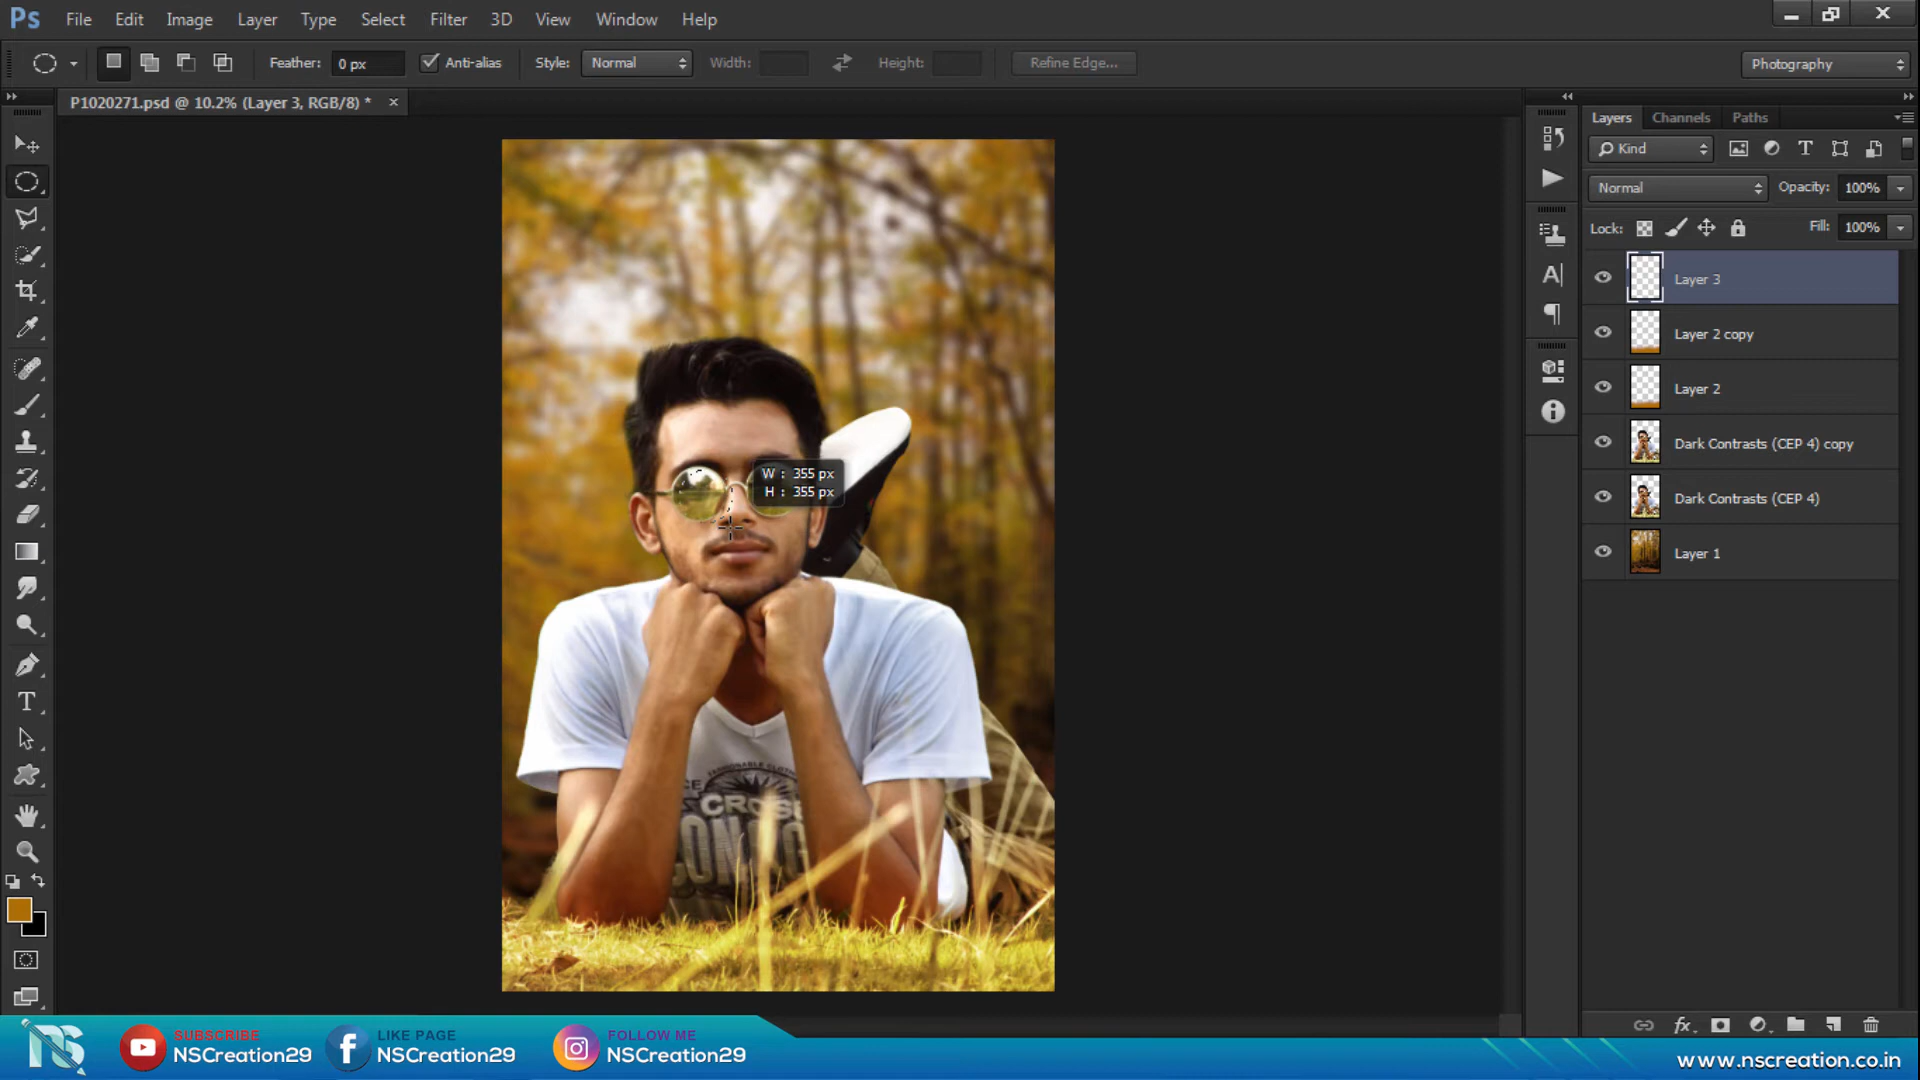 Ps File Edit Image Layer Type Select Filter 3D View Window Help
Feather: 0 px Anti-alias Style: Normal Width: Height: Refine Edge... Photography
P1020271.psd @ 10.2% (Layer 3, RGB/8) * ×
Layers Channels Paths
Kind
Normal Opacity: 100%
Lock: Fill: 100%
Layer 3
Layer 2 copy
Layer 2
Dark Contrasts (CEP 4) copy
Dark Contrasts (CEP 4)
Layer 1
W : 355 px
H : 355 px
FASHIONABLE CLOTH
CE
CROSS
SUBSCRIBE
NSCreation29
LIKE PAGE
NSCreation29
FOLLOW ME
NSCreation29
www.nscreation.co.in